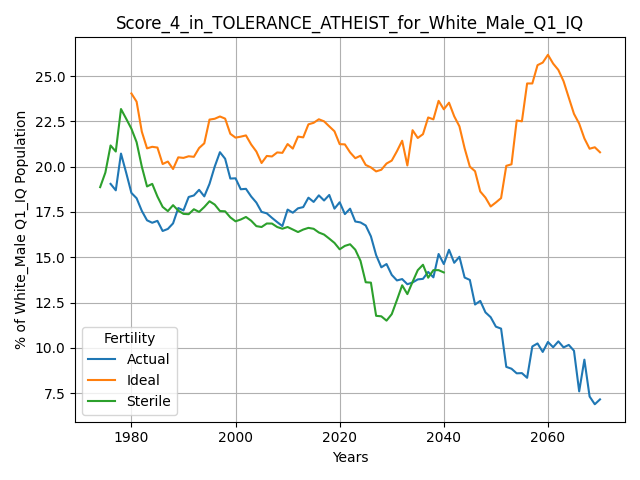 Score_4_in_TOLERANCE_ATHEIST_for_White_Male_Q1_IQ
% of White_Male Q1_IQ Population
25.0
22.5
20.0
17.5
15.0
12.5
10.0
7.5
Fertility
Actual
Ideal
Sterile
1980 2000 2020 2040 2060
Years